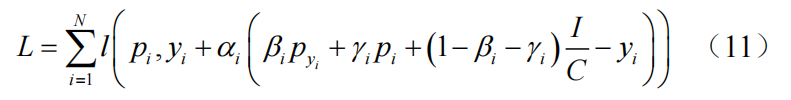 L = \sum_{i=1}^{N} l\left( p_i, y_i + \alpha_i \left( \beta_i p_{y_i} + \gamma_i p_i + (1 - \beta_i - \gamma_i) \frac{I}{C} - y_i \right) \right) （11）